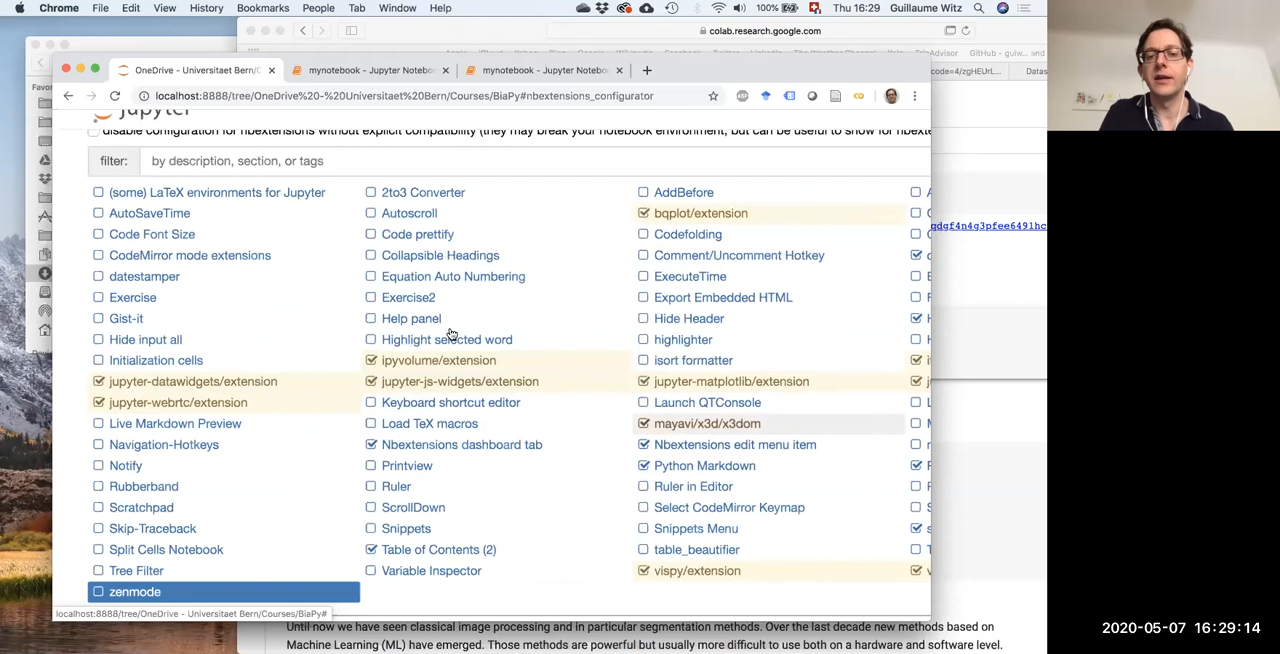 Chrome File Edit View History Bookmarks People Tab Window Help 100% Thu 16:29 Guillaume Witz
colab.research.google.com
OneDrive - Universitaet Bern/C mynotebook - Jupyter Notebo mynotebook - Jupyter Notebo
localhost:8888/tree/OneDrive%20-%20Universitaet%20Bern/Courses/BiaPy#nbextensions_configurator
GitHub - guiw
code=4/zgHEUrL... Datas
Favor
jupyter
disable configuration for nbextensions without explicit compatibility (they may break your notebook environment, but can be useful to show for nbexte
filter: by description, section, or tags
(some) LaTeX environments for Jupyter 2to3 Converter AddBefore
AutoSaveTime Autoscroll bqplot/extension
Code Font Size Code prettify Codefolding
qdgf4n4g3pfee6491hc
CodeMirror mode extensions Collapsible Headings Comment/Uncomment Hotkey
datestamper Equation Auto Numbering ExecuteTime
Exercise Exercise2 Export Embedded HTML
Gist-it Help panel Hide Header
Hide input all Highlight selected word highlighter
Initialization cells ipyvolume/extension isort formatter
jupyter-datawidgets/extension jupyter-js-widgets/extension jupyter-matplotlib/extension
jupyter-webrtc/extension Keyboard shortcut editor Launch QTConsole
Live Markdown Preview Load TeX macros mayavi/x3d/x3dom
Navigation-Hotkeys Nbextensions dashboard tab Nbextensions edit menu item
Notify Printview Python Markdown
Rubberband Ruler Ruler in Editor
Scratchpad ScrollDown Select CodeMirror Keymap
Skip-Traceback Snippets Snippets Menu
Split Cells Notebook Table of Contents (2) table_beautifier
Tree Filter Variable Inspector vispy/extension
zenmode
localhost:8888/tree/OneDrive - Universitaet Bern/Courses/BiaPy#
Until now we have seen classical image processing and in particular segmentation methods. Over the last decade new methods based on
Machine Learning (ML) have emerged. Those methods are powerful but usually more difficult to use both on a hardware and software level.
2020-05-07 16:29:14